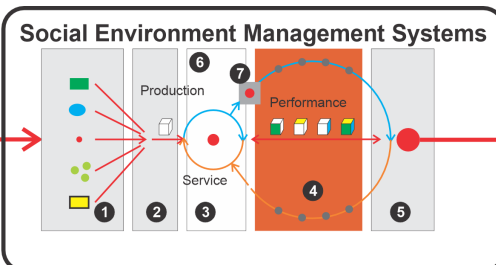 Social Environment Management Systems
6
7
Production
Performance
Service
1
2
3
4
5